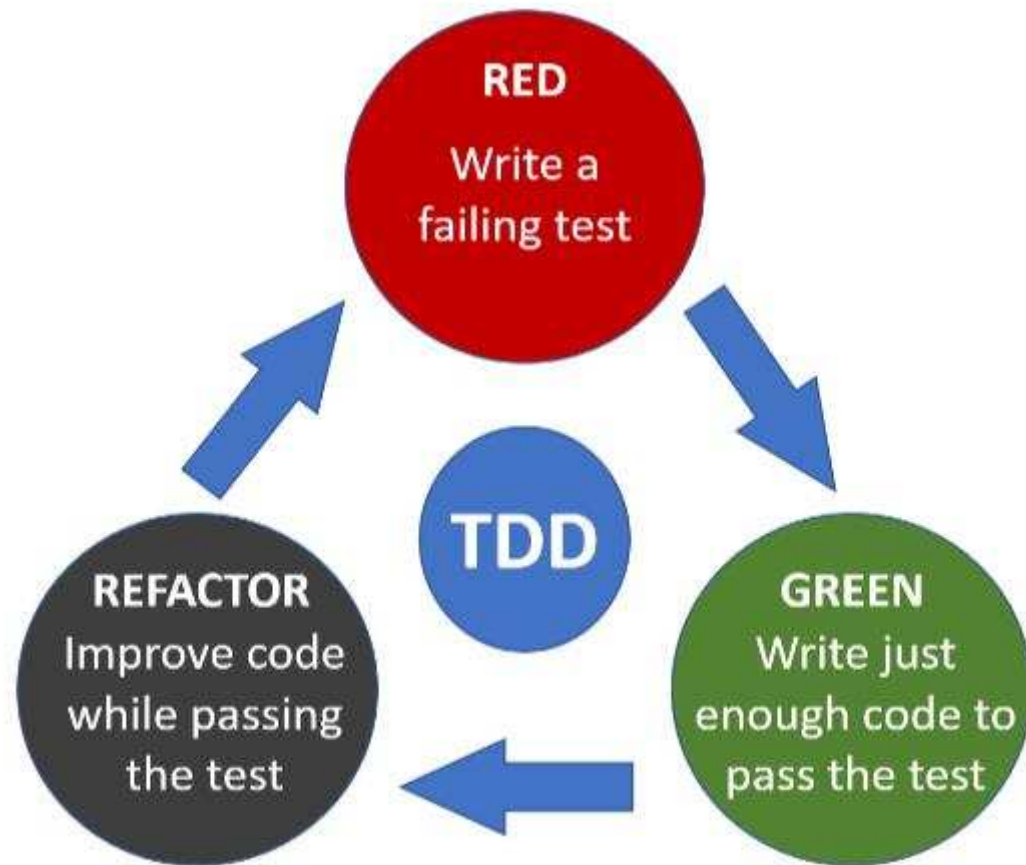 RED
Write a
failing test
TDD
REFACTOR
Improve code
while passing
the test
GREEN
Write just
enough code to
pass the test